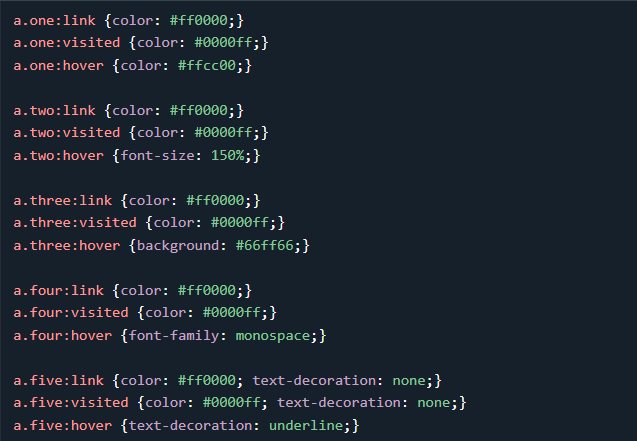 a.one:link {color: #ff0000;}
a.one:visited {color: #0000ff;}
a.one:hover {color: #ffcc00;}

a.two:link {color: #ff0000;}
a.two:visited {color: #0000ff;}
a.two:hover {font-size: 150%;}

a.three:link {color: #ff0000;}
a.three:visited {color: #0000ff;}
a.three:hover {background: #66ff66;}

a.four:link {color: #ff0000;}
a.four:visited {color: #0000ff;}
a.four:hover {font-family: monospace;}

a.five:link {color: #ff0000; text-decoration: none;}
a.five:visited {color: #0000ff; text-decoration: none;}
a.five:hover {text-decoration: underline;}